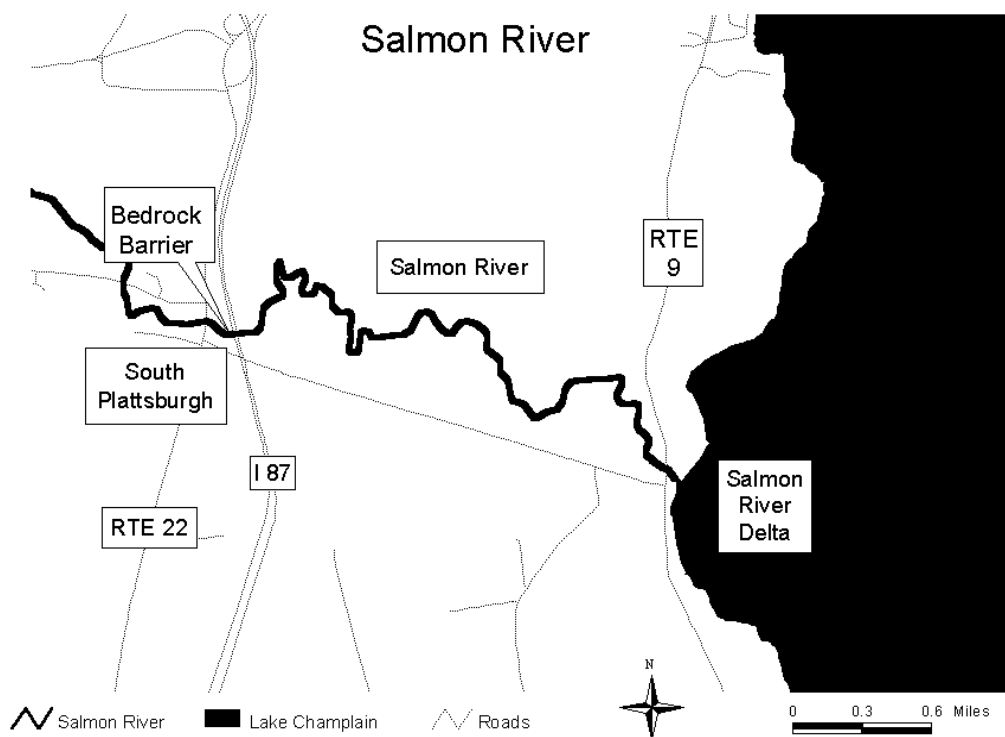 Salmon River
Bedrock
Barrier
RTE
9
Salmon River
South
Plattsburgh
I 87
Salmon
River
Delta
RTE 22
N
Salmon River
Lake Champlain
Roads
0 0.3 0.6 Miles